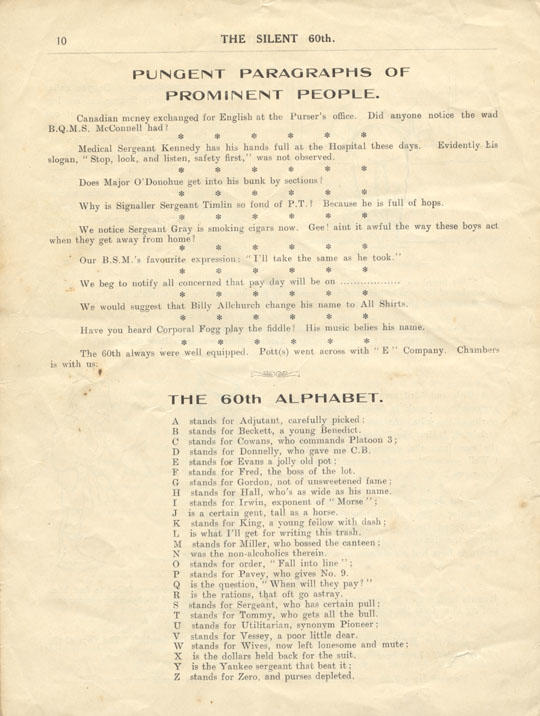 10
THE SILENT 60th.
PUNGENT PARAGRAPHS OF
PROMINENT PEOPLE.
Canadian money exchanged for English at the Purser's office. Did anyone notice the wad
B.Q.M.S. McConnell had?
* * * * * *
Medical Sergeant Kennedy has his hands full at the Hospital these days. Evidently his
slogan, "Stop, look, and listen, safety first," was not observed.
* * * * * *
Does Major O'Donohue get into his bunk by sections?
* * * * * *
Why is Signaller Sergeant Timlin so fond of P.T.? Because he is full of hops.
* * * * * *
We notice Sergeant Gray is smoking cigars now. Gee! aint it awful the way these boys act
when they get away from home!
* * * * * *
Our B.S.M.'s favourite expression: "I'll take the same as he took."
* * * * * *
We beg to notify all concerned that pay day will be on ..................
* * * * * *
We would suggest that Billy Allchurch change his name to All Shirts.
* * * * * *
Have you heard Corporal Fogg play the fiddle? His music belies his name.
* * * * * *
The 60th always were well equipped. Pott(s) went across with "E" Company. Chambers
is with us.
THE 60th ALPHABET.
A stands for Adjutant, carefully picked;
B stands for Beckett, a young Benedict.
C stands for Cowans, who commands Platoon 3;
D stands for Donnelly, who gave me C.B.
E stands for Evans a jolly old pot;
F stands for Fred, the boss of the lot.
G stands for Gordon, not of unsweetened fame;
H stands for Hall, who's as wide as his name.
I stands for Irwin, exponent of "Morse";
J is a certain gent, tall as a horse.
K stands for King, a young fellow with dash;
L is what I'll get for writing this trash.
M stands for Miller, who bossed the canteen;
N was the non-alcoholics therein.
O stands for order, "Fall into line";
P stands for Pavey, who gives No. 9.
Q is the question, "When will they pay?"
R is the rations, that oft go astray.
S stands for Sergeant, who has certain pull;
T stands for Tommy, who gets all the bull.
U stands for Utilitarian, synonym Pioneer;
V stands for Vessey, a poor little dear.
W stands for Wives, now left lonesome and mute;
X is the dollars held back for the suit.
Y is the Yankee sergeant that beat it;
Z stands for Zero, and purses depleted.